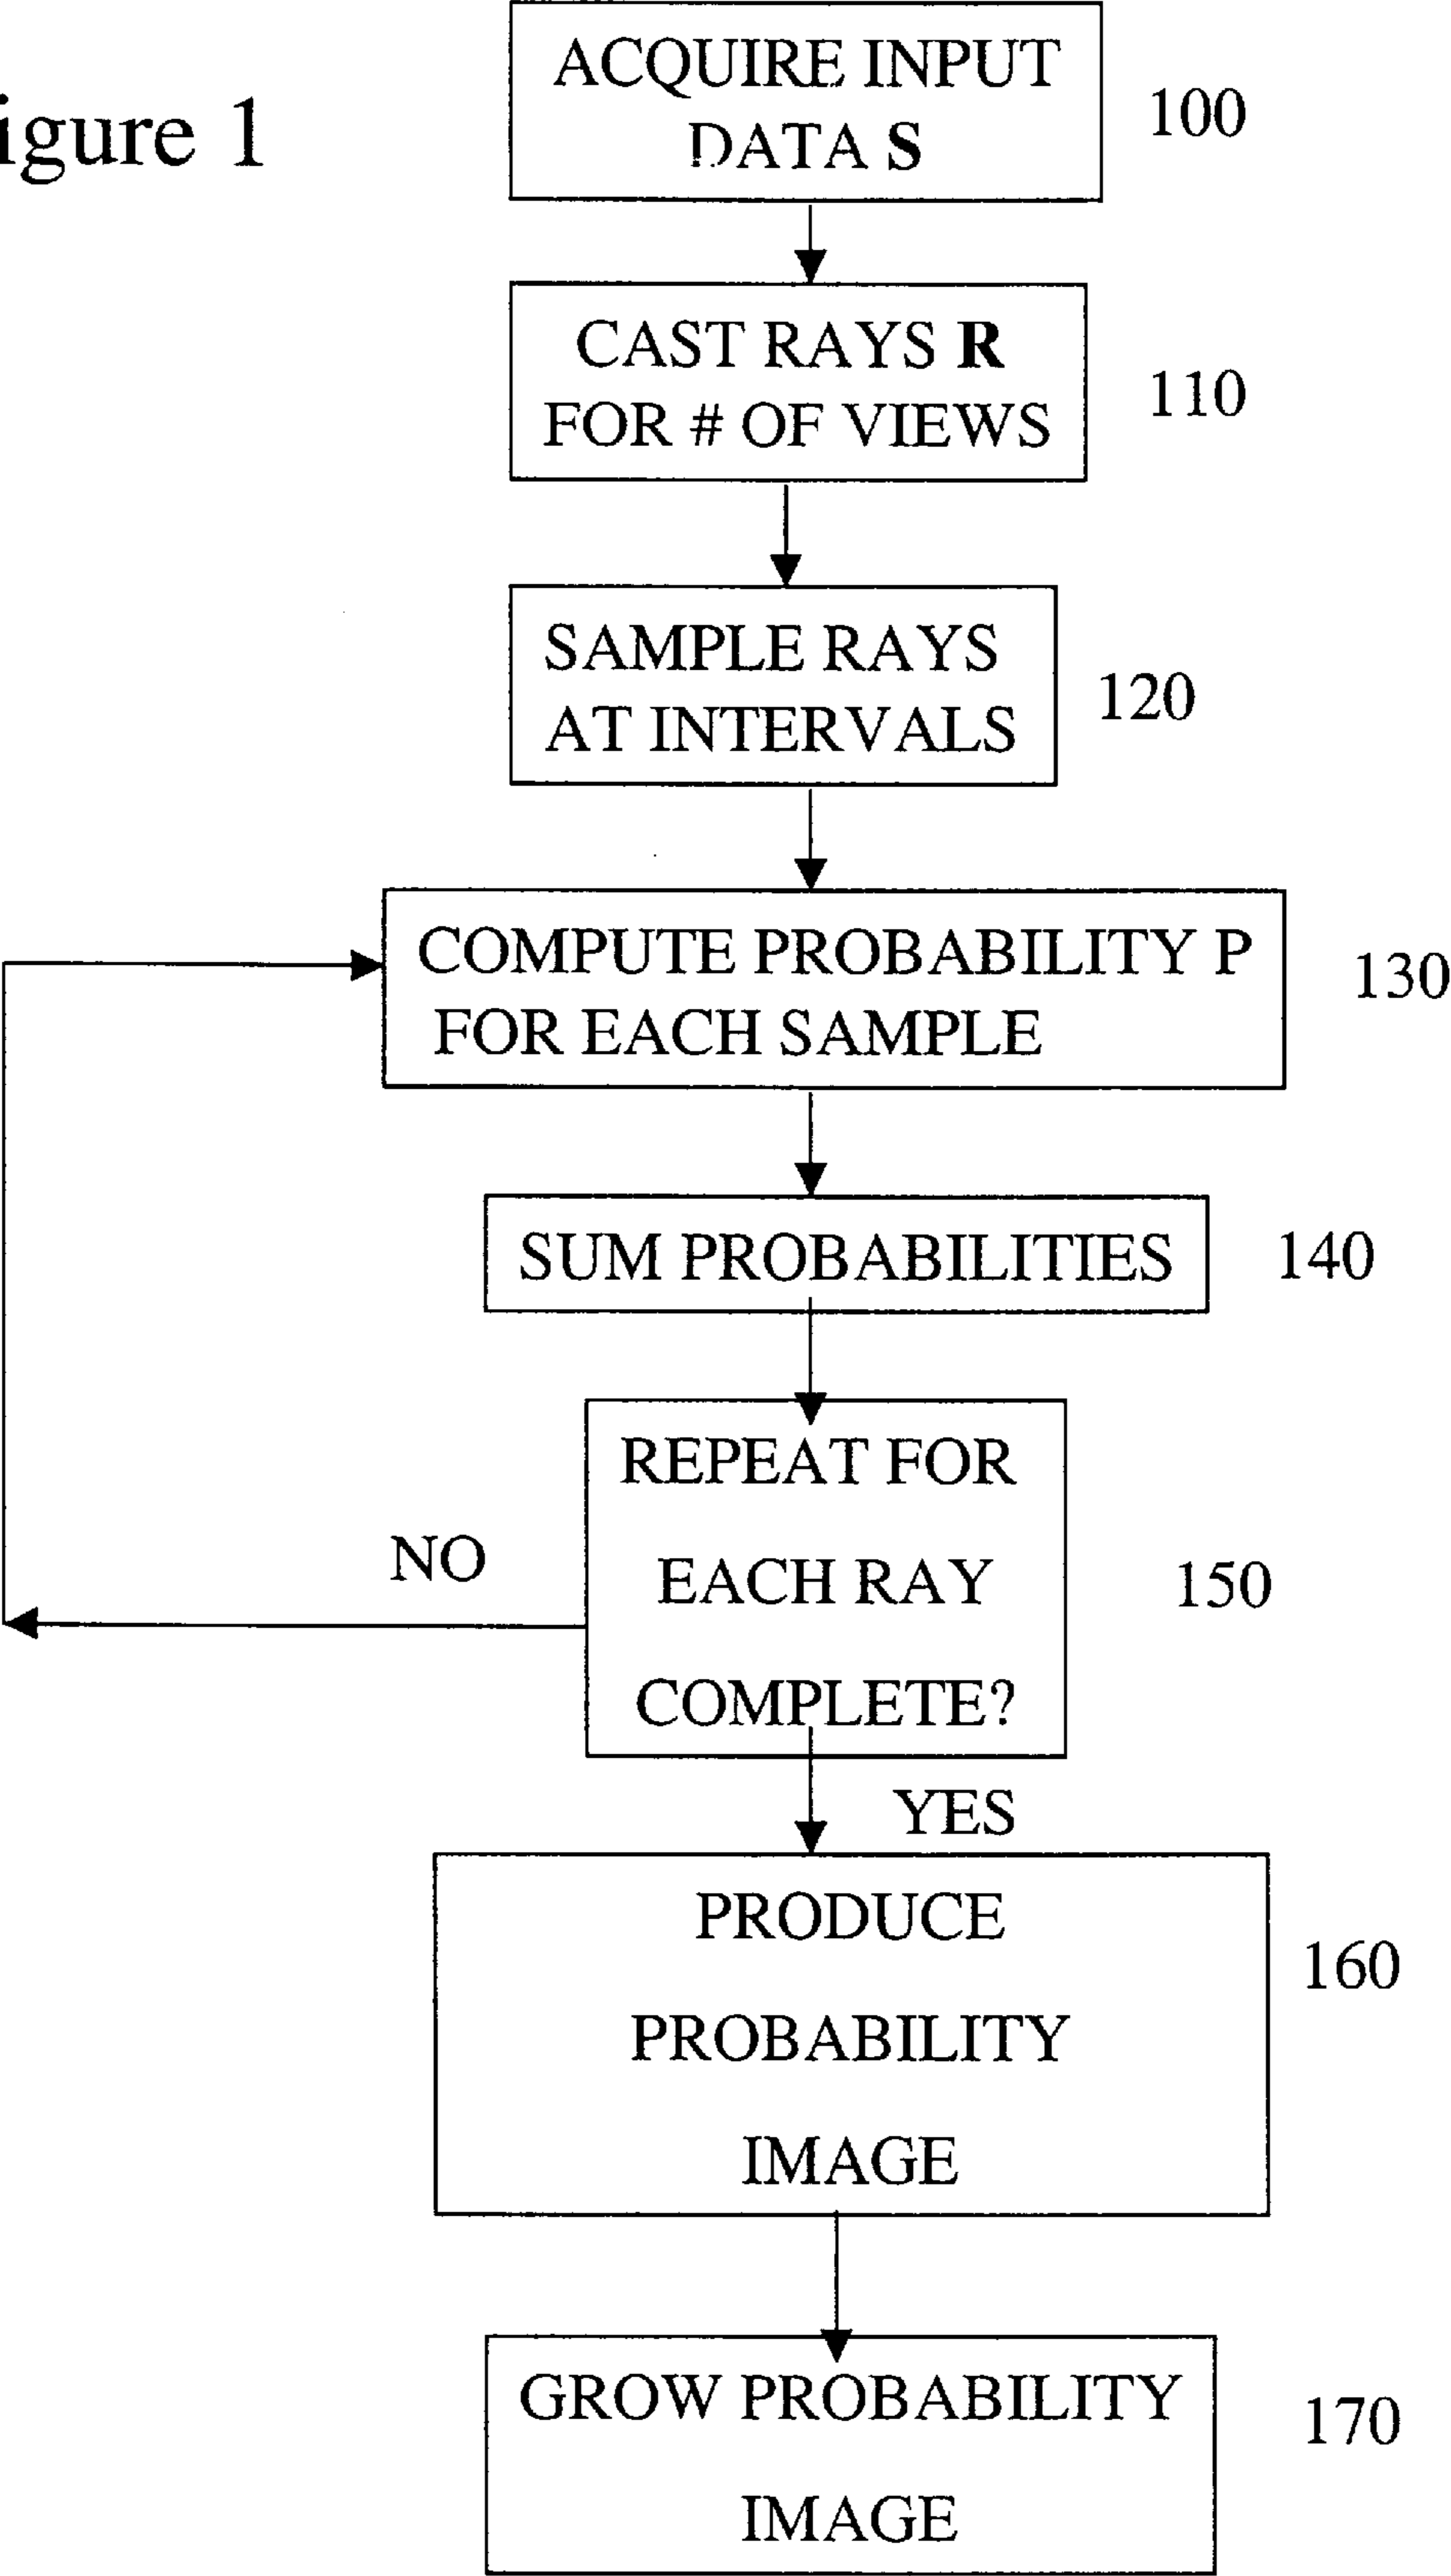 igure 1
ACQUIRE INPUT
DATA S
100
CAST RAYS R
FOR # OF VIEWS
110
SAMPLE RAYS
AT INTERVALS
120
COMPUTE PROBABILITY P
FOR EACH SAMPLE
130
SUM PROBABILITIES
140
REPEAT FOR
EACH RAY
COMPLETE?
150
NO
YES
PRODUCE
PROBABILITY
IMAGE
160
GROW PROBABILITY
IMAGE
170